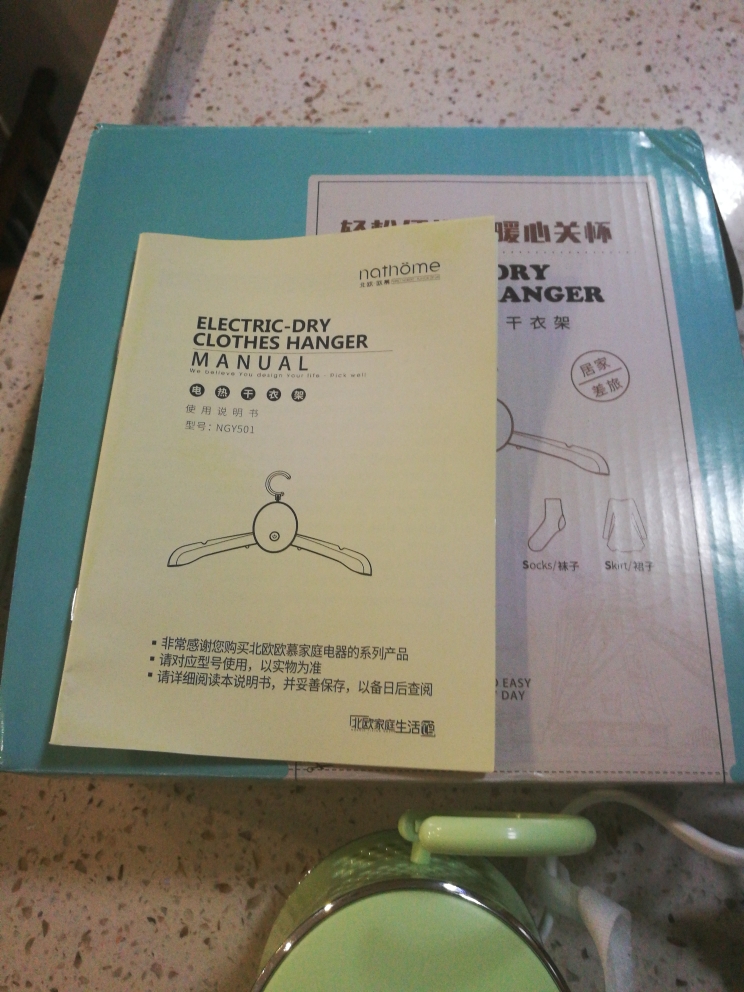 nathome
北欧 欧慕
ELECTRIC-DRY
CLOTHES HANGER
MANUAL
We believe You design your life - Pick well
电热干衣架
使用说明书
型号：NGY501
▪ 非常感谢您购买北欧欧慕家庭电器的系列产品
▪ 请对应型号使用，以实物为准
▪ 请详细阅读本说明书，并妥善保存，以备日后查阅
北欧家庭生活
暖心关怀
DRY
ANGER
干衣架
居家
差旅
Socks/袜子
Skirt/裙子
EASY
DAY